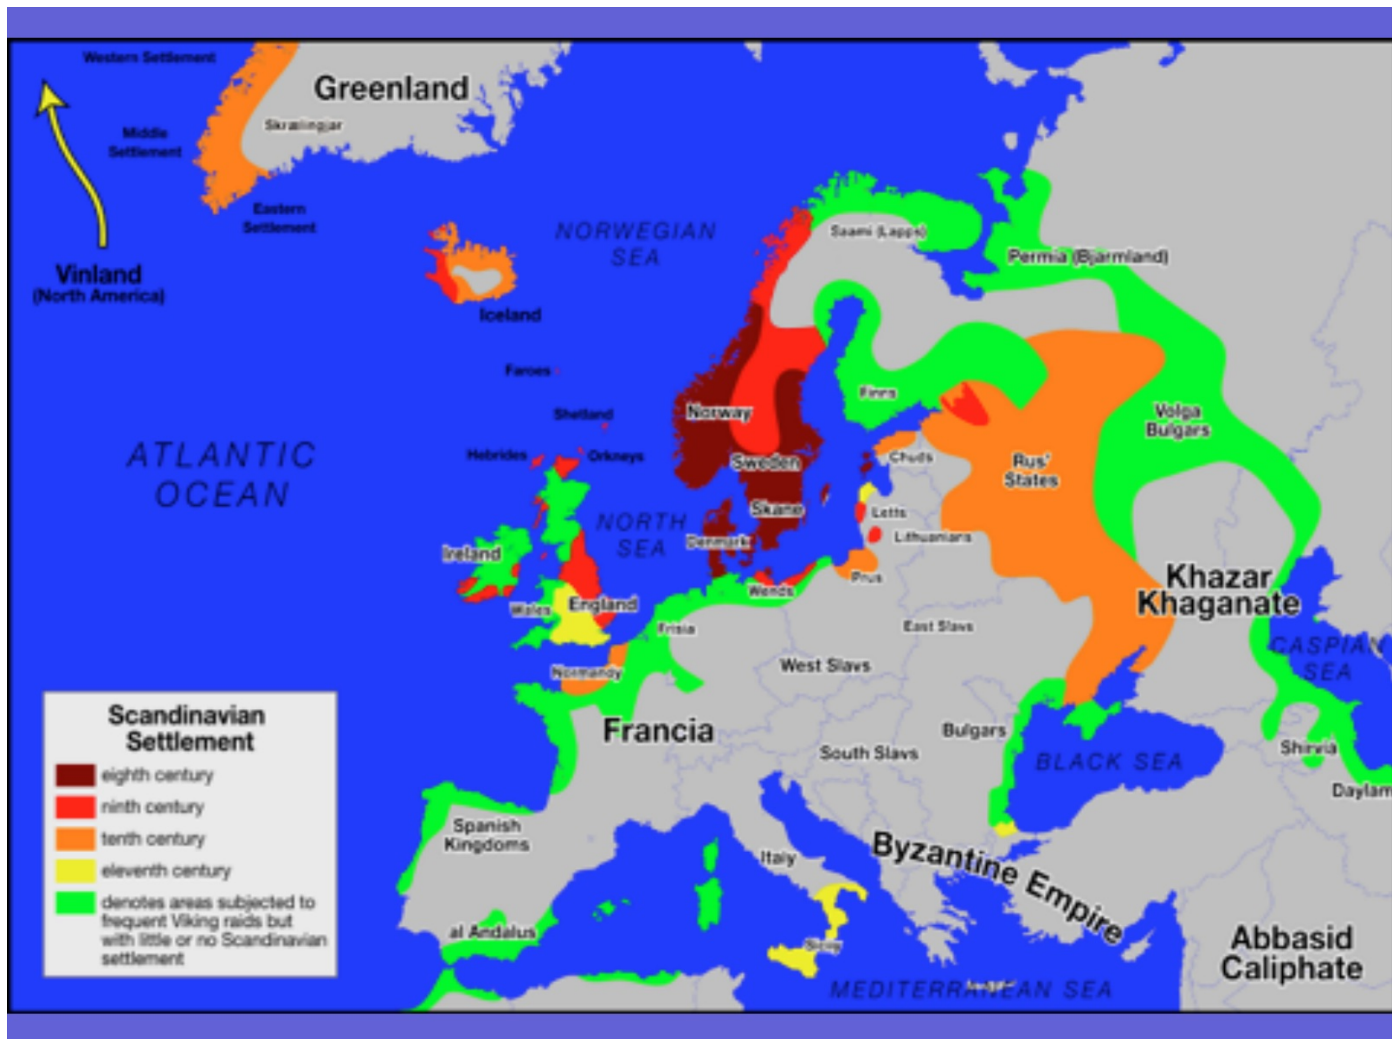 Western Settlement
Greenland
Skrælingjar
Middle
Settlement
Eastern
Settlement
Vinland
(North America)
NORWEGIAN
SEA
Saami (Lapps)
Permia (Bjarmland)
Iceland
Faroes
Finns
Norway
Shetland
Volga
Bulgars
ATLANTIC
OCEAN
Hebrides
Orkneys
Sweden
Chuds
Rus'
States
Skane
Letts
NORTH
SEA
Denmark
Lithuanians
Ireland
Prus
Khazar
Khaganate
Wends
Wales
England
Frisia
East Slavs
CASPIAN
SEA
Normandy
West Slavs
Francia
Bulgars
South Slavs
BLACK SEA
Shirvia
Daylam
Spanish
Kingdoms
Italy
Byzantine Empire
al Andalus
Sicily
Abbasid
Caliphate
MEDITERRANEAN SEA
Scandinavian
Settlement
eighth century
ninth century
tenth century
eleventh century
denotes areas subjected to
frequent Viking raids but
with little or no Scandinavian
settlement